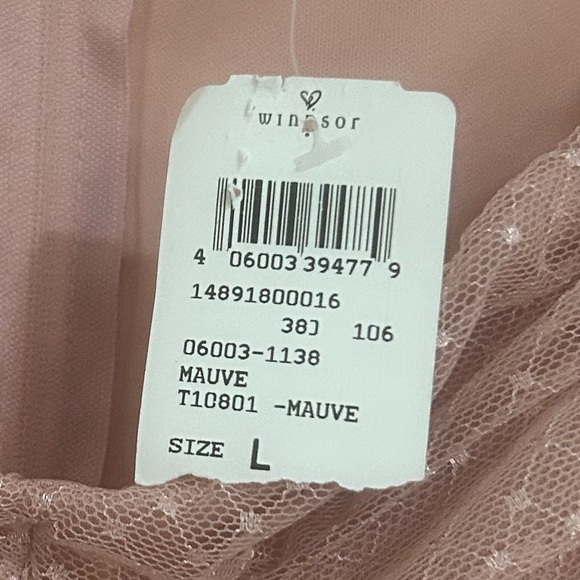 windsor
4 06003 39477 9
14891800016
38J 106
06003-1138
MAUVE
T10801 -MAUVE
SIZE L